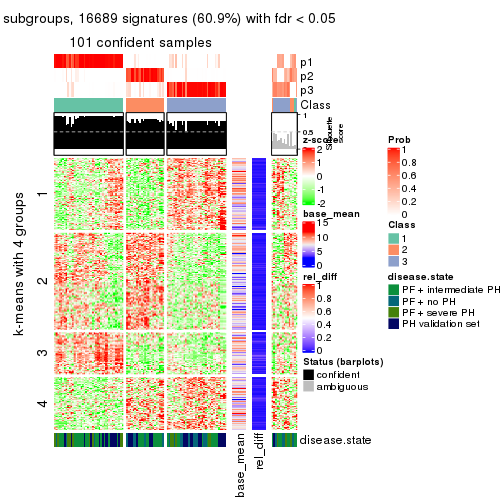 subgroups, 16689 signatures (60.9%) with fdr < 0.05
101 confident samples
p1
p2
p3
Class
1
0.5
0
Silhouette
score
k-means with 4 groups
1
2
3
4
z-score
2
1
0
-1
-2
base_mean
15
10
5
0
rel_diff
1
0.8
0.6
0.4
0.2
0
Status (barplots)
confident
ambiguous
Prob
1
0.8
0.6
0.4
0.2
0
Class
1
2
3
disease.state
PF + intermediate PH
PF + no PH
PF + severe PH
PH validation set
disease.state
base_mean
rel_diff